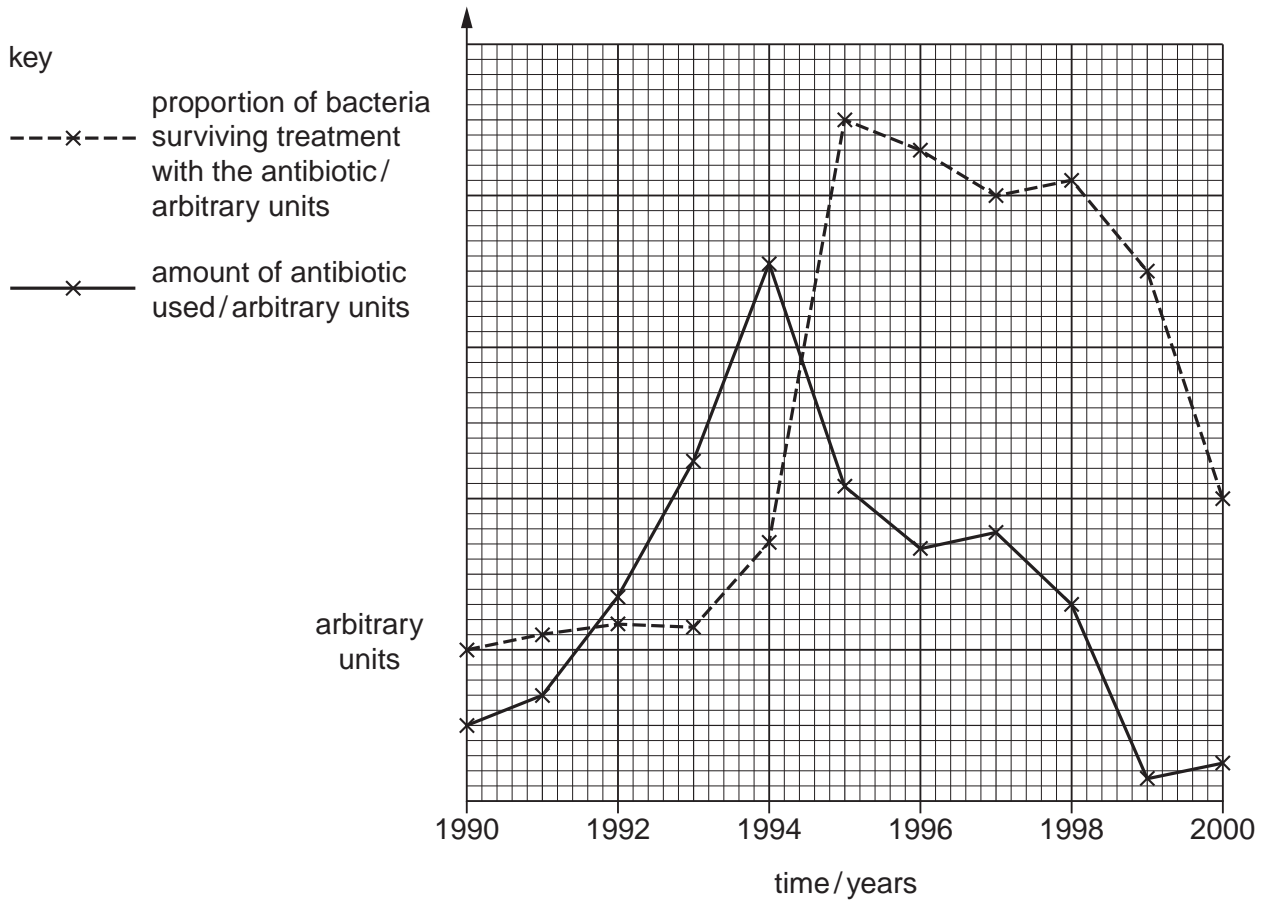 key
proportion of bacteria
surviving treatment
with the antibiotic/
arbitrary units
amount of antibiotic
used/arbitrary units
arbitrary
units
1990 1992 1994 1996 1998 2000
time/years